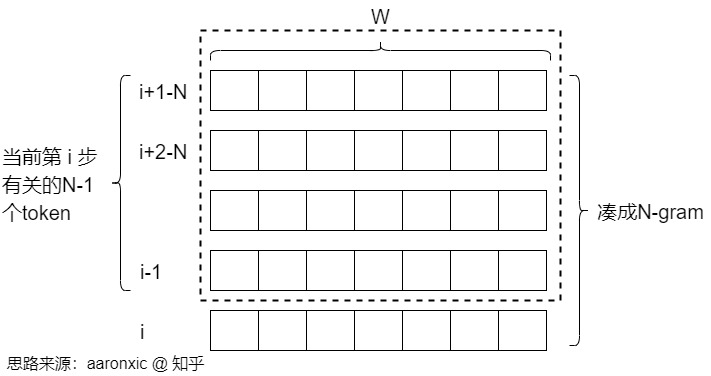 W
i+1-N
i+2-N
当前第 i 步
有关的N-1
个token
凑成N-gram
i-1
i
思路来源：aaronxic @ 知乎